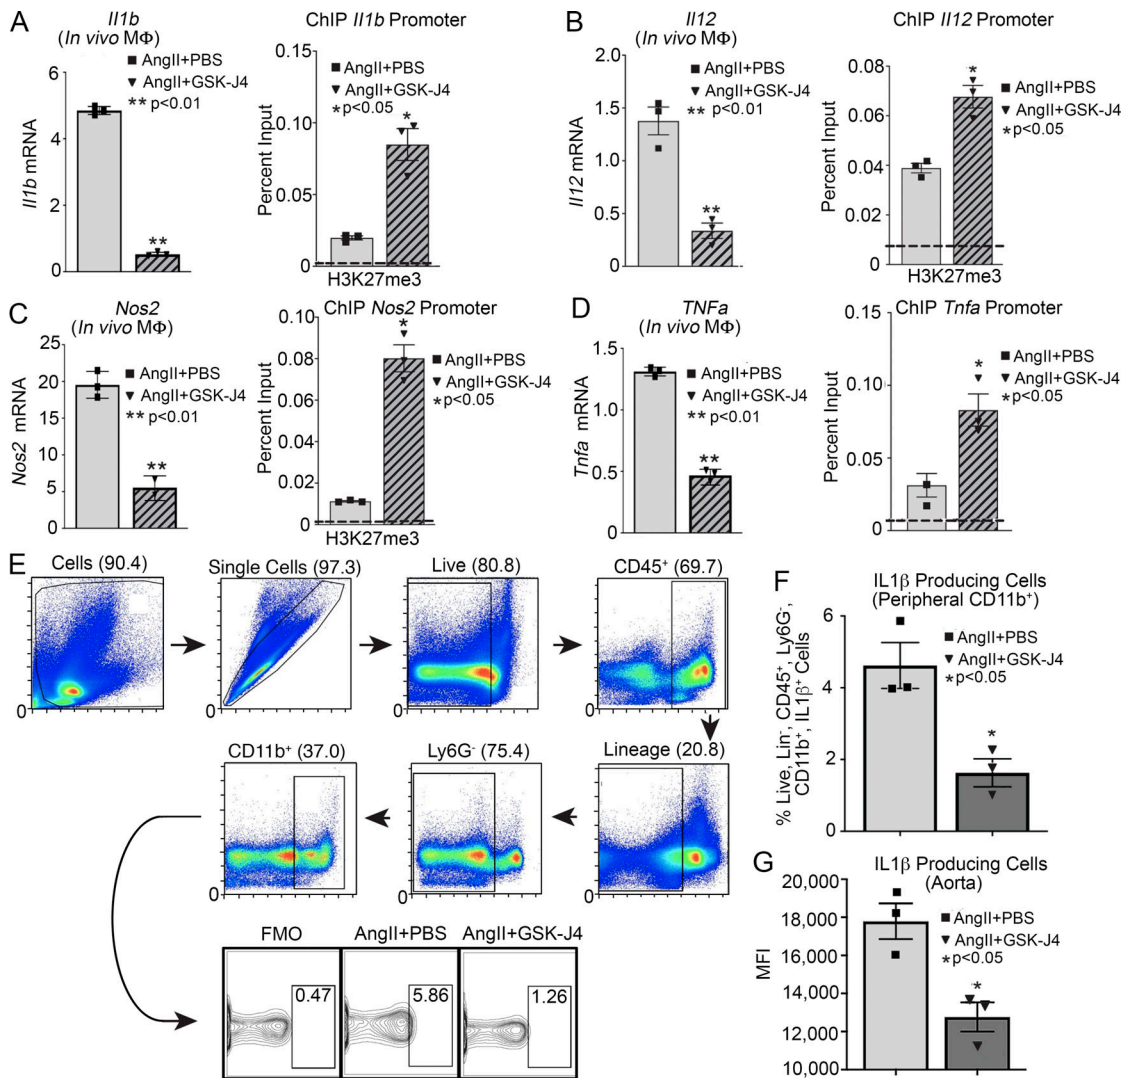 A
Il1b
(In vivo MΦ)
AngII+PBS
AngII+GSK-J4
** p<0.01
Il1b mRNA
6
4
2
0
**
ChIP Il1b Promoter
0.15
0.10
0.05
0.00
Percent Input
AngII+PBS
AngII+GSK-J4
*p<0.05
*
H3K27me3
B
Il12
(In vivo MΦ)
AngII+PBS
AngII+GSK-J4
** p<0.01
Il12 mRNA
2.0
1.5
1.0
0.5
0.0
**
ChIP Il12 Promoter
0.08
0.06
0.04
0.02
0.00
Percent Input
*
AngII+PBS
AngII+GSK-J4
*p<0.05
H3K27me3
C
Nos2
(In vivo MΦ)
AngII+PBS
AngII+GSK-J4
** p<0.01
Nos2 mRNA
25
20
15
10
5
0
**
ChIP Nos2 Promoter
0.10
0.08
0.06
0.04
0.02
0.00
Percent Input
*
AngII+PBS
AngII+GSK-J4
*p<0.05
H3K27me3
D
TNFa
(In vivo MΦ)
AngII+PBS
AngII+GSK-J4
** p<0.01
Tnfa mRNA
1.5
1.0
0.5
0.0
**
ChIP Tnfa Promoter
0.15
0.10
0.05
0
Percent Input
*
AngII+PBS
AngII+GSK-J4
*p<0.05
E
Cells (90.4)
0
Single Cells (97.3)
0
Live (80.8)
0
CD45+ (69.7)
0
CD11b+ (37.0)
0
Ly6G- (75.4)
0
Lineage (20.8)
0
FMO
AngII+PBS
AngII+GSK-J4
0.47
5.86
1.26
F
IL1β Producing Cells
(Peripheral CD11b+)
% Live, Lin-, CD45+, Ly6G-,
CD11b+, IL1β+ Cells
6
4
2
0
AngII+PBS
AngII+GSK-J4
*p<0.05
*
G
IL1β Producing Cells
(Aorta)
MFI
20,000
18,000
16,000
14,000
12,000
10,000
AngII+PBS
AngII+GSK-J4
*p<0.05
*